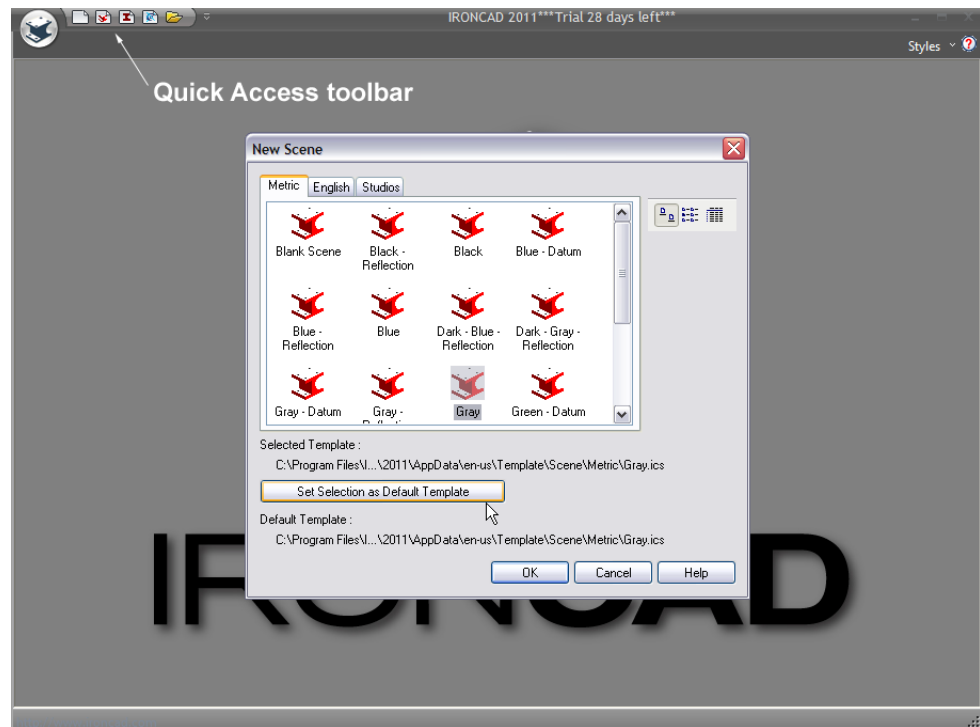 IRONCAD 2011***Trial 28 days left***
Styles
Quick Access toolbar
New Scene
Metric English Studios
Blank Scene
Black - Reflection
Black
Blue - Datum
Blue - Reflection
Blue
Dark - Blue - Reflection
Dark - Gray - Reflection
Gray - Datum
Gray -
Gray
Green - Datum
Selected Template :
C:\Program Files\I...\2011\AppData\en-us\Template\Scene\Metric\Gray.ics
Set Selection as Default Template
Default Template :
C:\Program Files\I...\2011\AppData\en-us\Template\Scene\Metric\Gray.ics
OK Cancel Help
IRONCAD